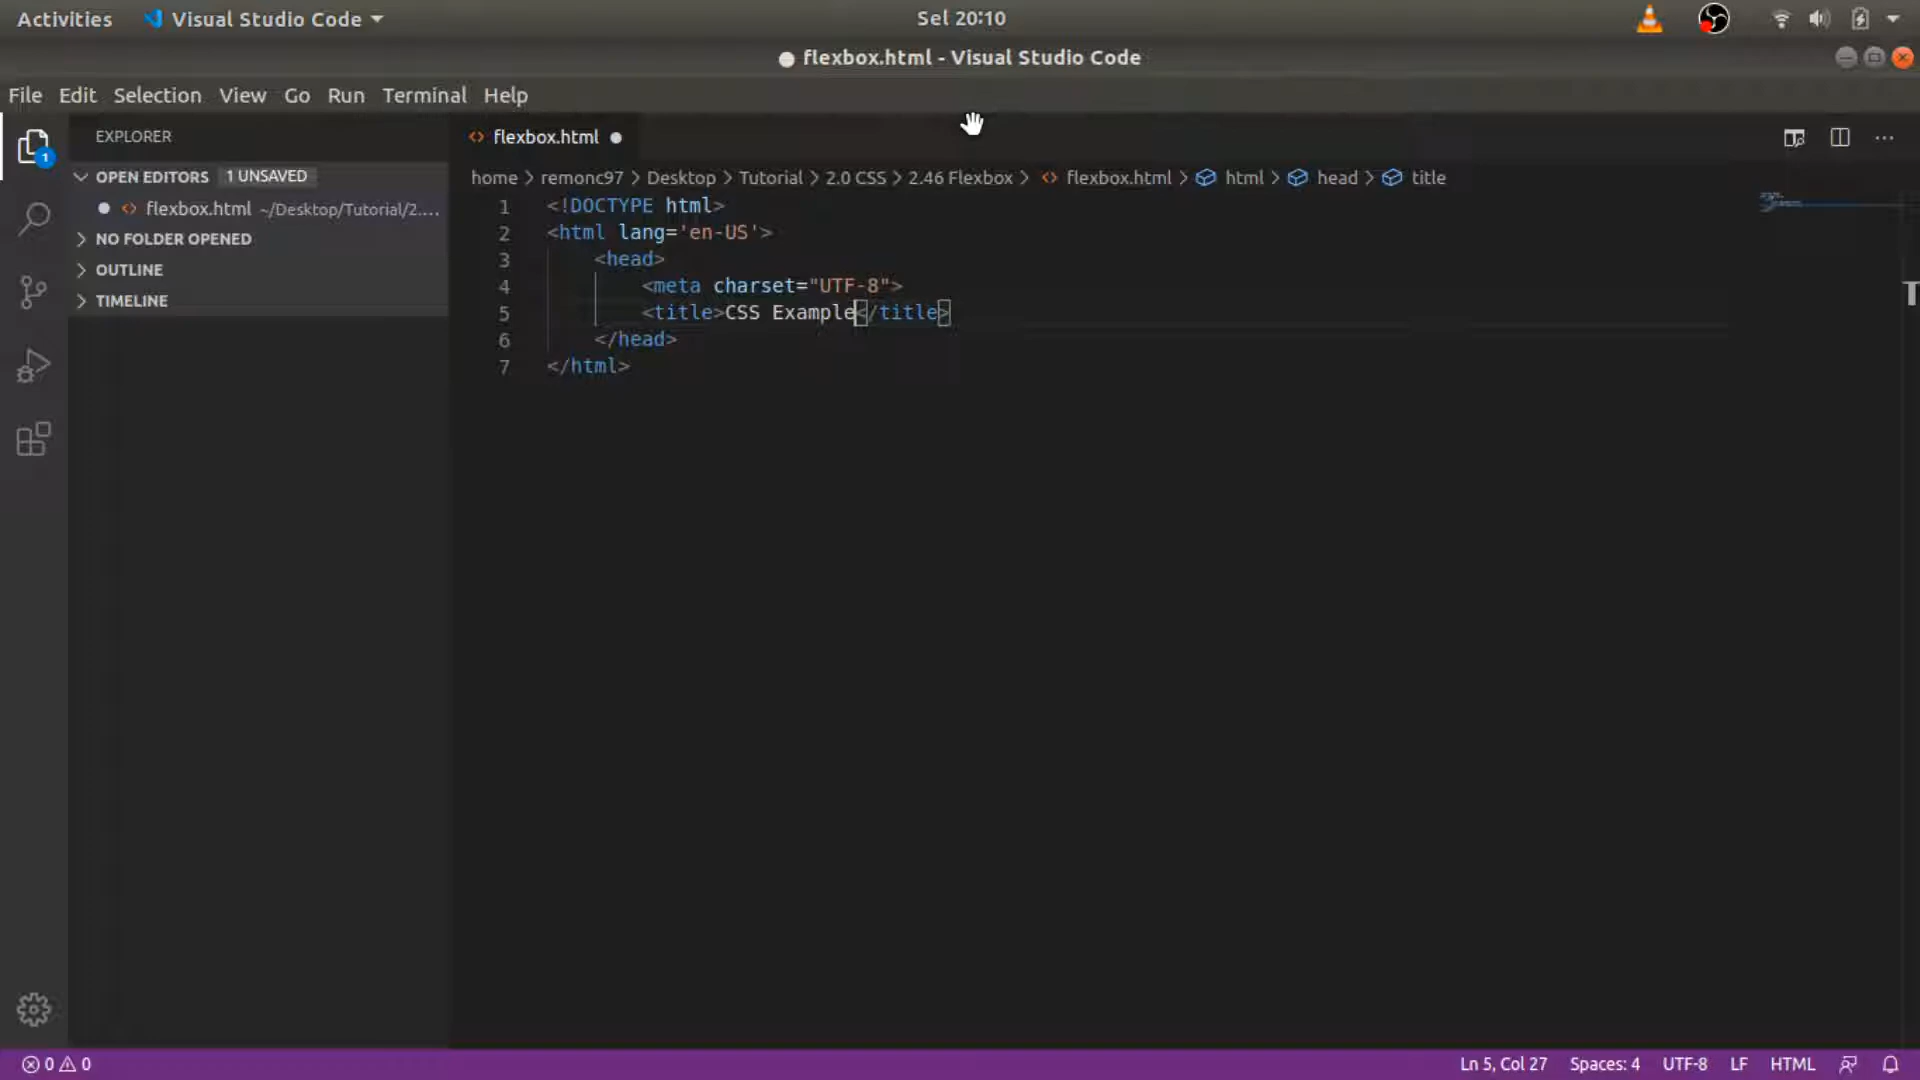 Activities Visual Studio Code Sel 20:10
flexbox.html - Visual Studio Code
File Edit Selection View Go Run Terminal Help
EXPLORER
OPEN EDITORS 1 UNSAVED
flexbox.html ~/Desktop/Tutorial/2....
NO FOLDER OPENED
OUTLINE
TIMELINE
1
flexbox.html
home > remonc97 > Desktop > Tutorial > 2.0 CSS > 2.46 Flexbox > flexbox.html > html > head > title
1 <!DOCTYPE html>
2 <html lang='en-US'>
3 <head>
4 <meta charset="UTF-8">
5 <title>CSS Example</title>
6 </head>
7 </html>
T
0 0 Ln 5, Col 27 Spaces: 4 UTF-8 LF HTML